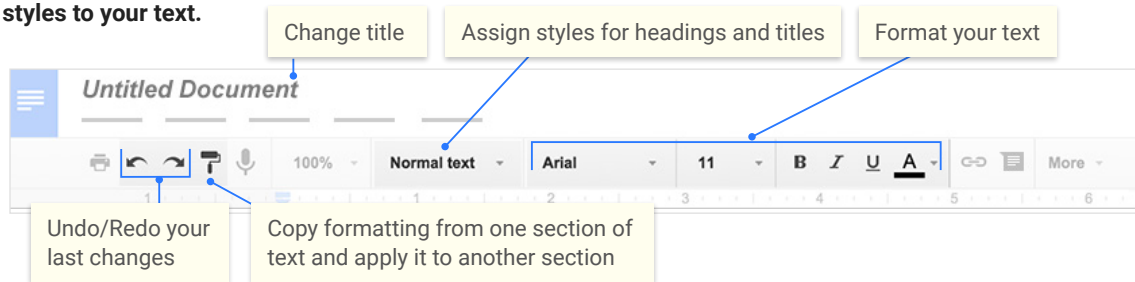 styles to your text.
Change title
Assign styles for headings and titles
Format your text
Untitled Document
100%
Normal text
Arial
11
B I U A
More
1 1 2 3 4 5 6
Undo/Redo your
last changes
Copy formatting from one section of
text and apply it to another section